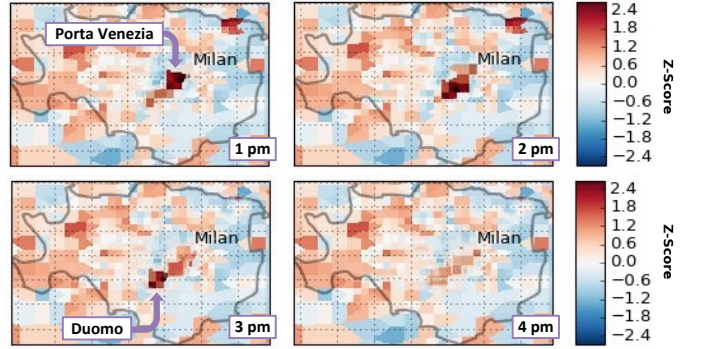 Porta Venezia
Milan
1 pm
Milan
2 pm
2.4
1.8
1.2
0.6
0.0
−0.6
−1.2
−1.8
−2.4
Z-Score
Milan
Duomo
3 pm
Milan
4 pm
2.4
1.8
1.2
0.6
0.0
−0.6
−1.2
−1.8
−2.4
Z-Score